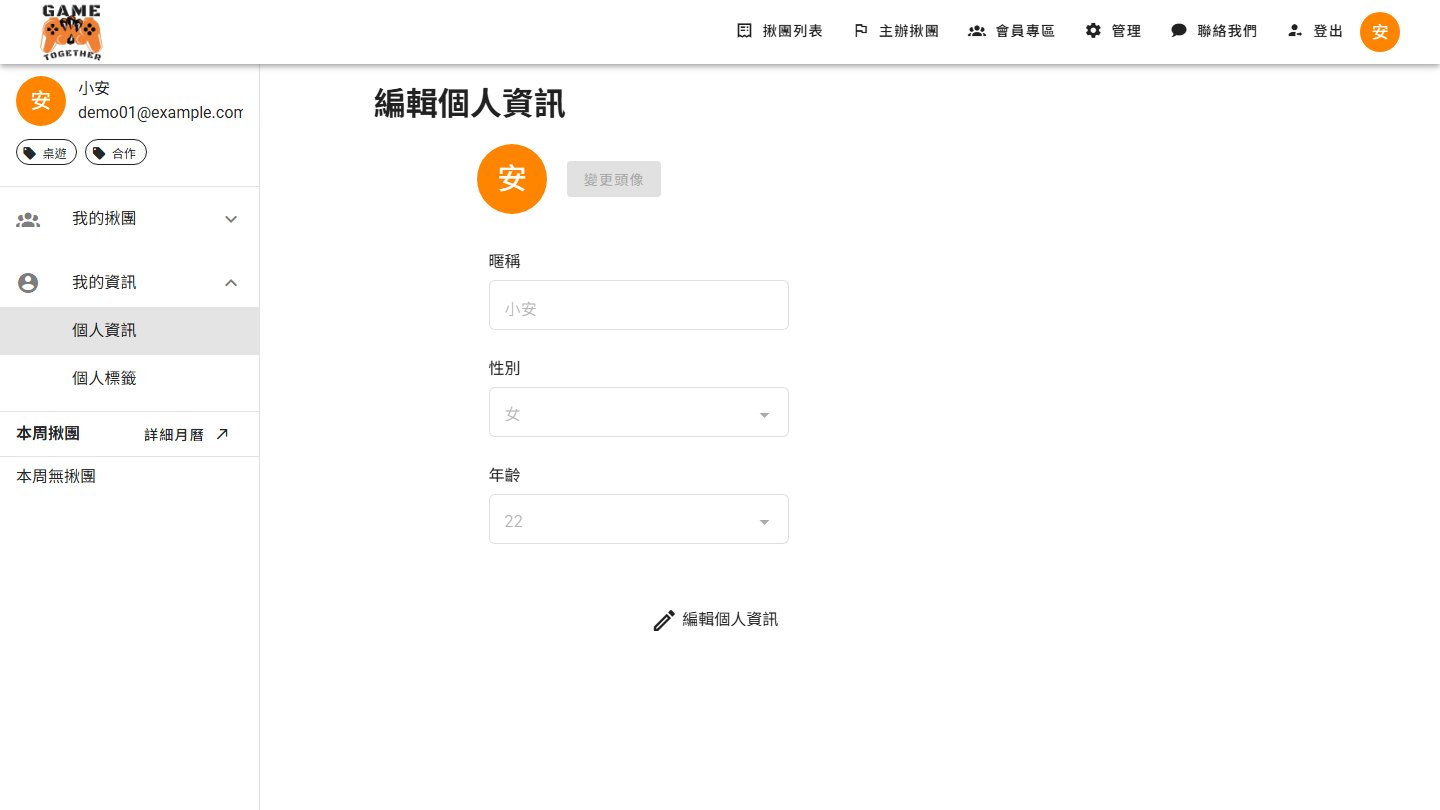 GAME
TOGETHER
揪團列表
主辦揪團
會員專區
管理
聯絡我們
登出
安
安
小安
demo01@example.com
桌遊
合作
我的揪團
我的資訊
個人資訊
個人標籤
本周揪團
詳細月曆
本周無揪團
編輯個人資訊
安
變更頭像
暱稱
小安
性別
女
年齡
22
編輯個人資訊